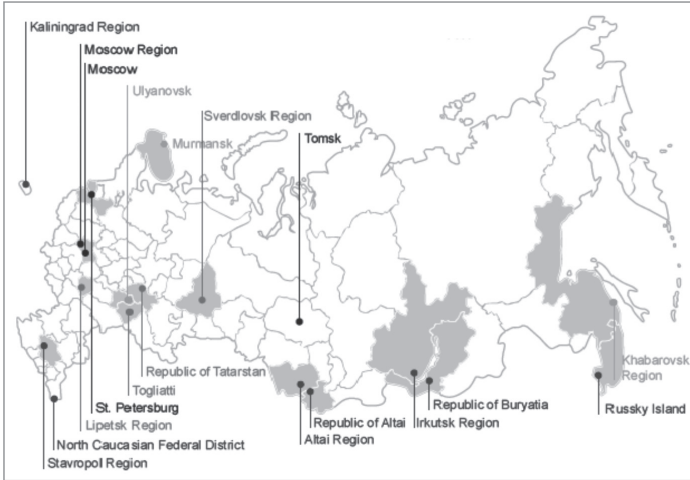 Kaliningrad Region
Moscow Region
Moscow
Ulyanovsk
Sverdlovsk Region
Murmansk
Tomsk
Khabarovsk
Region
Republic of Tatarstan
Togliatti
Republic of Buryatia
St. Petersburg
Russky Island
Lipetsk Region
Republic of Altai
Irkutsk Region
North Caucasian Federal District
Altai Region
Stavropol Region